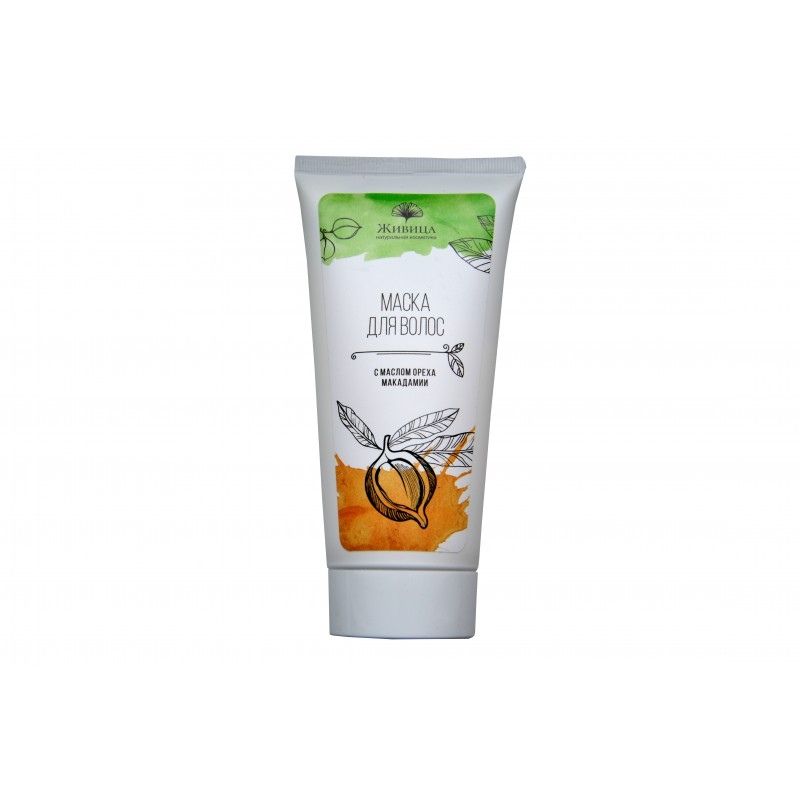 Живица
натуральная косметика
МАСКА
ДЛЯ ВОЛОС
С МАСЛОМ ОРЕХА
МАКАДАМИИ